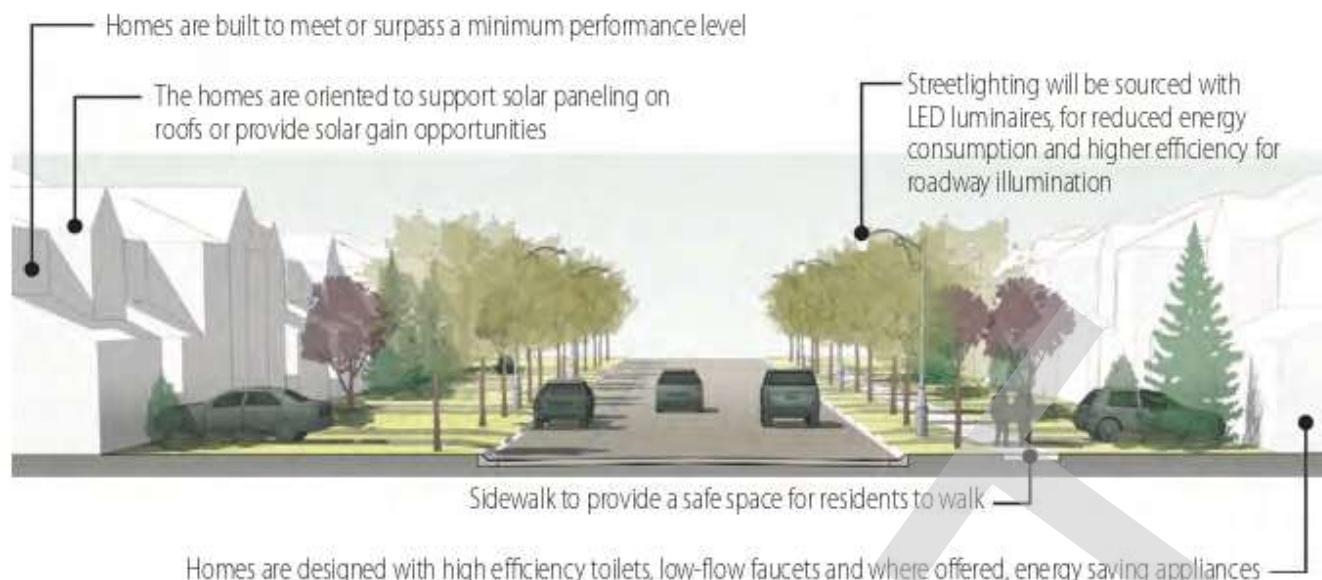 Homes are built to meet or surpass a minimum performance level
The homes are oriented to support solar paneling on
roofs or provide solar gain opportunities
Streetlighting will be sourced with
LED luminaires, for reduced energy
consumption and higher efficiency for
roadway illumination
Sidewalk to provide a safe space for residents to walk
Homes are designed with high efficiency toilets, low-flow faucets and where offered, energy saving appliances